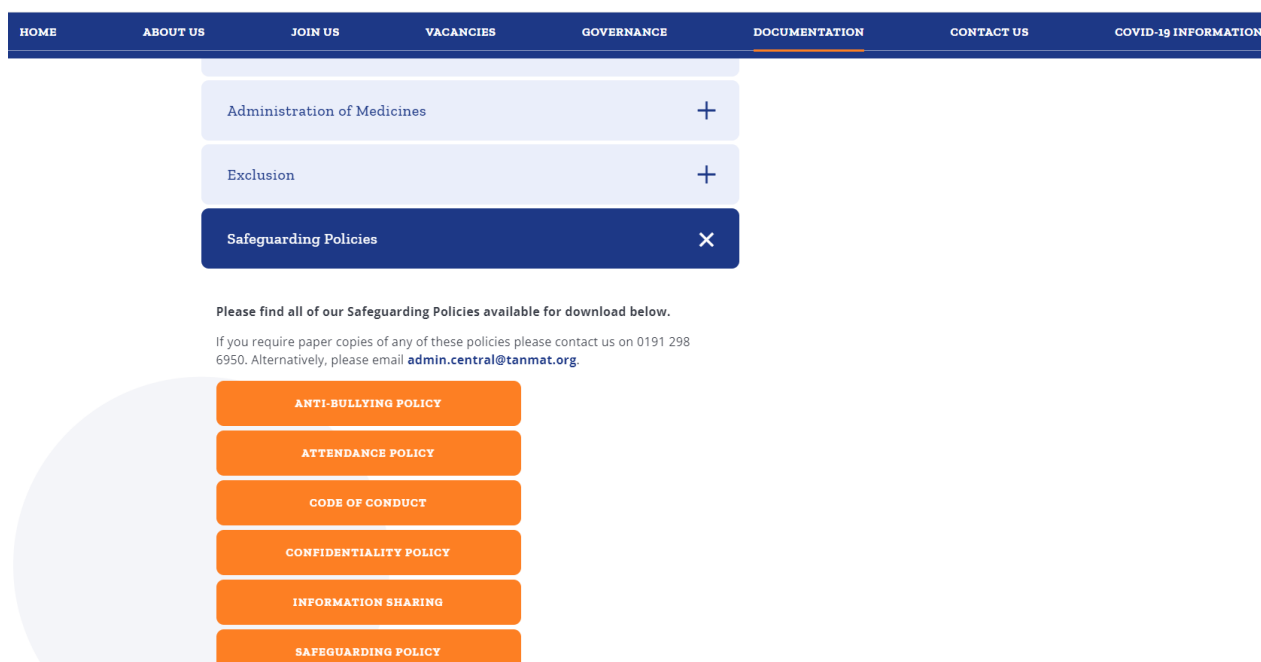 HOME ABOUT US JOIN US VACANCIES GOVERNANCE DOCUMENTATION CONTACT US COVID-19 INFORMATION
Administration of Medicines
Exclusion
Safeguarding Policies
Please find all of our Safeguarding Policies available for download below.
If you require paper copies of any of these policies please contact us on 0191 298
6950. Alternatively, please email admin.central@tanmat.org.
ANTI-BULLYING POLICY
ATTENDANCE POLICY
CODE OF CONDUCT
CONFIDENTIALITY POLICY
INFORMATION SHARING
SAFEGUARDING POLICY